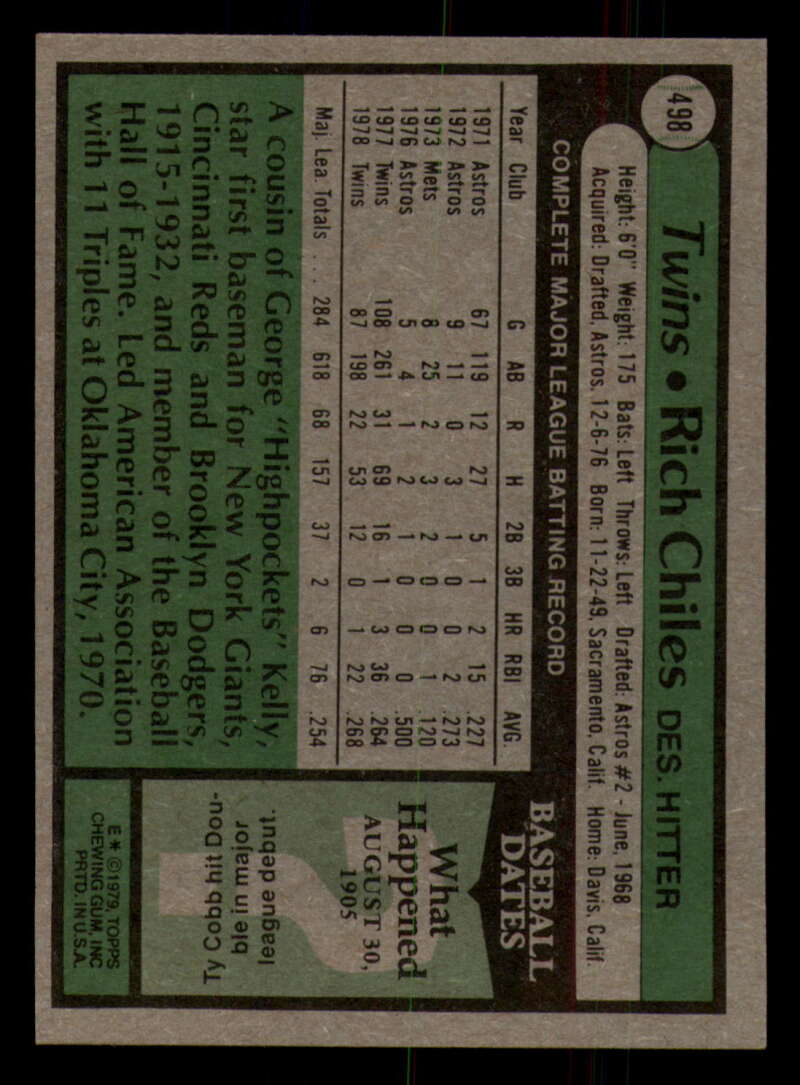 498
Twins • Rich Chiles DES. HITTER
Height: 6'0" Weight: 175 Bats: Left Throws: Left Drafted: Astros #2 - June, 1968
Acquired: Drafted, Astros, 12-6-76 Born: 11-22-49, Sacramento, Calif. Home: Davis, Calif.
COMPLETE MAJOR LEAGUE BATTING RECORD
Year Club G AB R H 2B 3B HR RBI AVG
1971 Astros 67 119 12 27 5 1 2 15 .227
1972 Astros 9 11 0 3 1 0 0 2 .273
1973 Mets 8 25 2 3 2 0 0 1 .120
1976 Astros 5 4 1 2 1 0 0 0 .500
1977 Twins 108 261 31 69 16 1 3 36 .264
1978 Twins 87 198 22 53 12 0 1 22 .268
Maj. Lea. Totals . . . 284 618 68 157 37 2 6 76 .254
A cousin of George "Highpockets" Kelly,
star first baseman for New York Giants,
Cincinnati Reds and Brooklyn Dodgers,
1915-1932, and member of the Baseball
Hall of Fame. Led American Association
with 11 Triples at Oklahoma City, 1970.
BASEBALL
DATES
What
Happened
AUGUST 30,
1905
Ty Cobb hit Dou-
ble in major
league debut.
E * © 1979, TOPPS
CHEWING GUM, INC
PRTD. IN U.S.A.